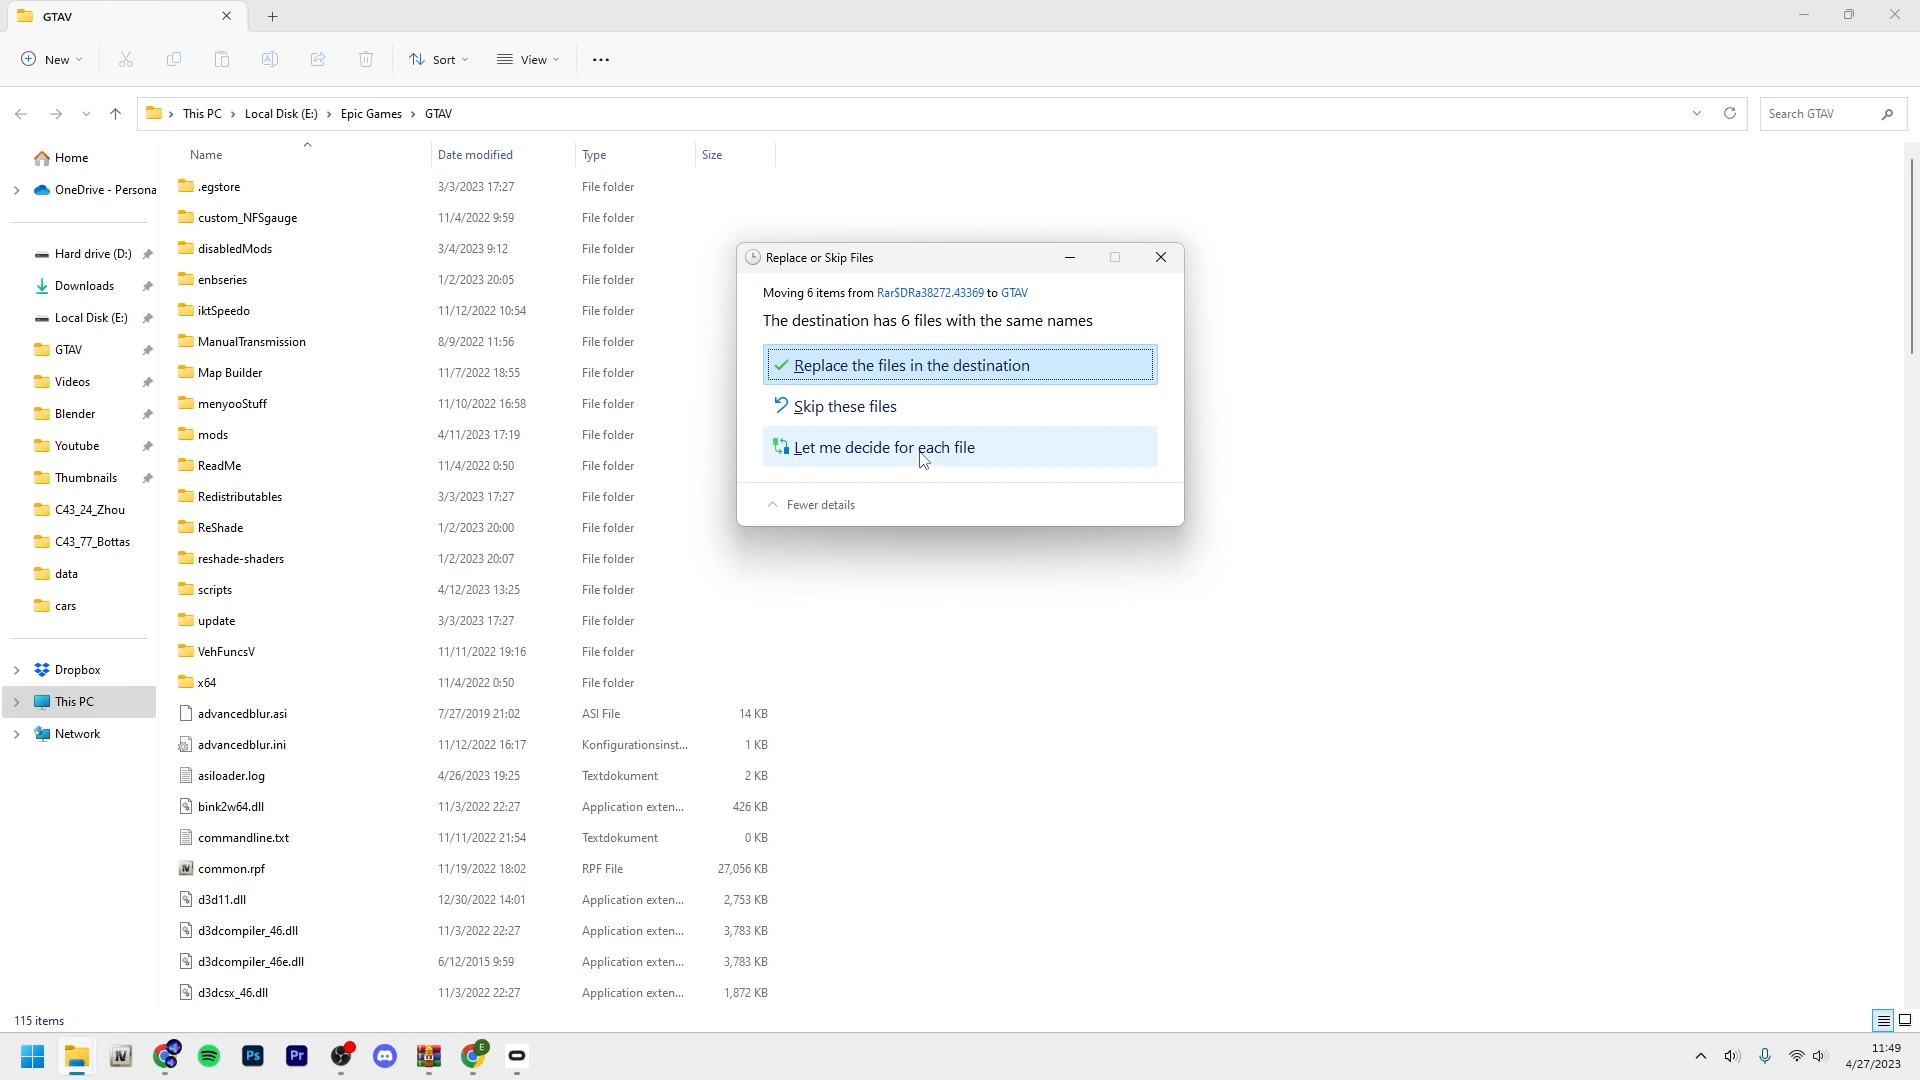 GTAV
New
Sort
View
This PC
Local Disk (E:)
Epic Games
GTAV
Search GTAV
Name
Date modified
Type
Size
Home
OneDrive - Persona
Hard drive (D:)
Downloads
Local Disk (E:)
GTAV
Videos
Blender
Youtube
Thumbnails
C43_24_Zhou
C43_77_Bottas
data
cars
Dropbox
This PC
Network
.egstore 3/3/2023 17:27 File folder
custom_NFSgauge 11/4/2022 9:59 File folder
disabledMods 3/4/2023 9:12 File folder
enbseries 1/2/2023 20:05 File folder
iktSpeedo 11/12/2022 10:54 File folder
ManualTransmission 8/9/2022 11:56 File folder
Map Builder 11/7/2022 18:55 File folder
menyooStuff 11/10/2022 16:58 File folder
mods 4/11/2023 17:19 File folder
ReadMe 11/4/2022 0:50 File folder
Redistributables 3/3/2023 17:27 File folder
ReShade 1/2/2023 20:00 File folder
reshade-shaders 1/2/2023 20:07 File folder
scripts 4/12/2023 13:25 File folder
update 3/3/2023 17:27 File folder
VehFuncsV 11/11/2022 19:16 File folder
x64 11/4/2022 0:50 File folder
advancedblur.asi 7/27/2019 21:02 ASI File 14 KB
advancedblur.ini 11/12/2022 16:17 Konfigurationsinst... 1 KB
asiloader.log 4/26/2023 19:25 Textdokument 2 KB
bink2w64.dll 11/3/2022 22:27 Application exten... 426 KB
commandline.txt 11/11/2022 21:54 Textdokument 0 KB
common.rpf 11/19/2022 18:02 RPF File 27,056 KB
d3d11.dll 12/30/2022 14:01 Application exten... 2,753 KB
d3dcompiler_46.dll 11/3/2022 22:27 Application exten... 3,783 KB
d3dcompiler_46e.dll 6/12/2015 9:59 Application exten... 3,783 KB
d3dcsx_46.dll 11/3/2022 22:27 Application exten... 1,872 KB
Replace or Skip Files
Moving 6 items from Rar$DRa38272.43369 to GTAV
The destination has 6 files with the same names
Replace the files in the destination
Skip these files
Let me decide for each file
Fewer details
115 items
IV
Ps
Pr
E
11:49
4/27/2023